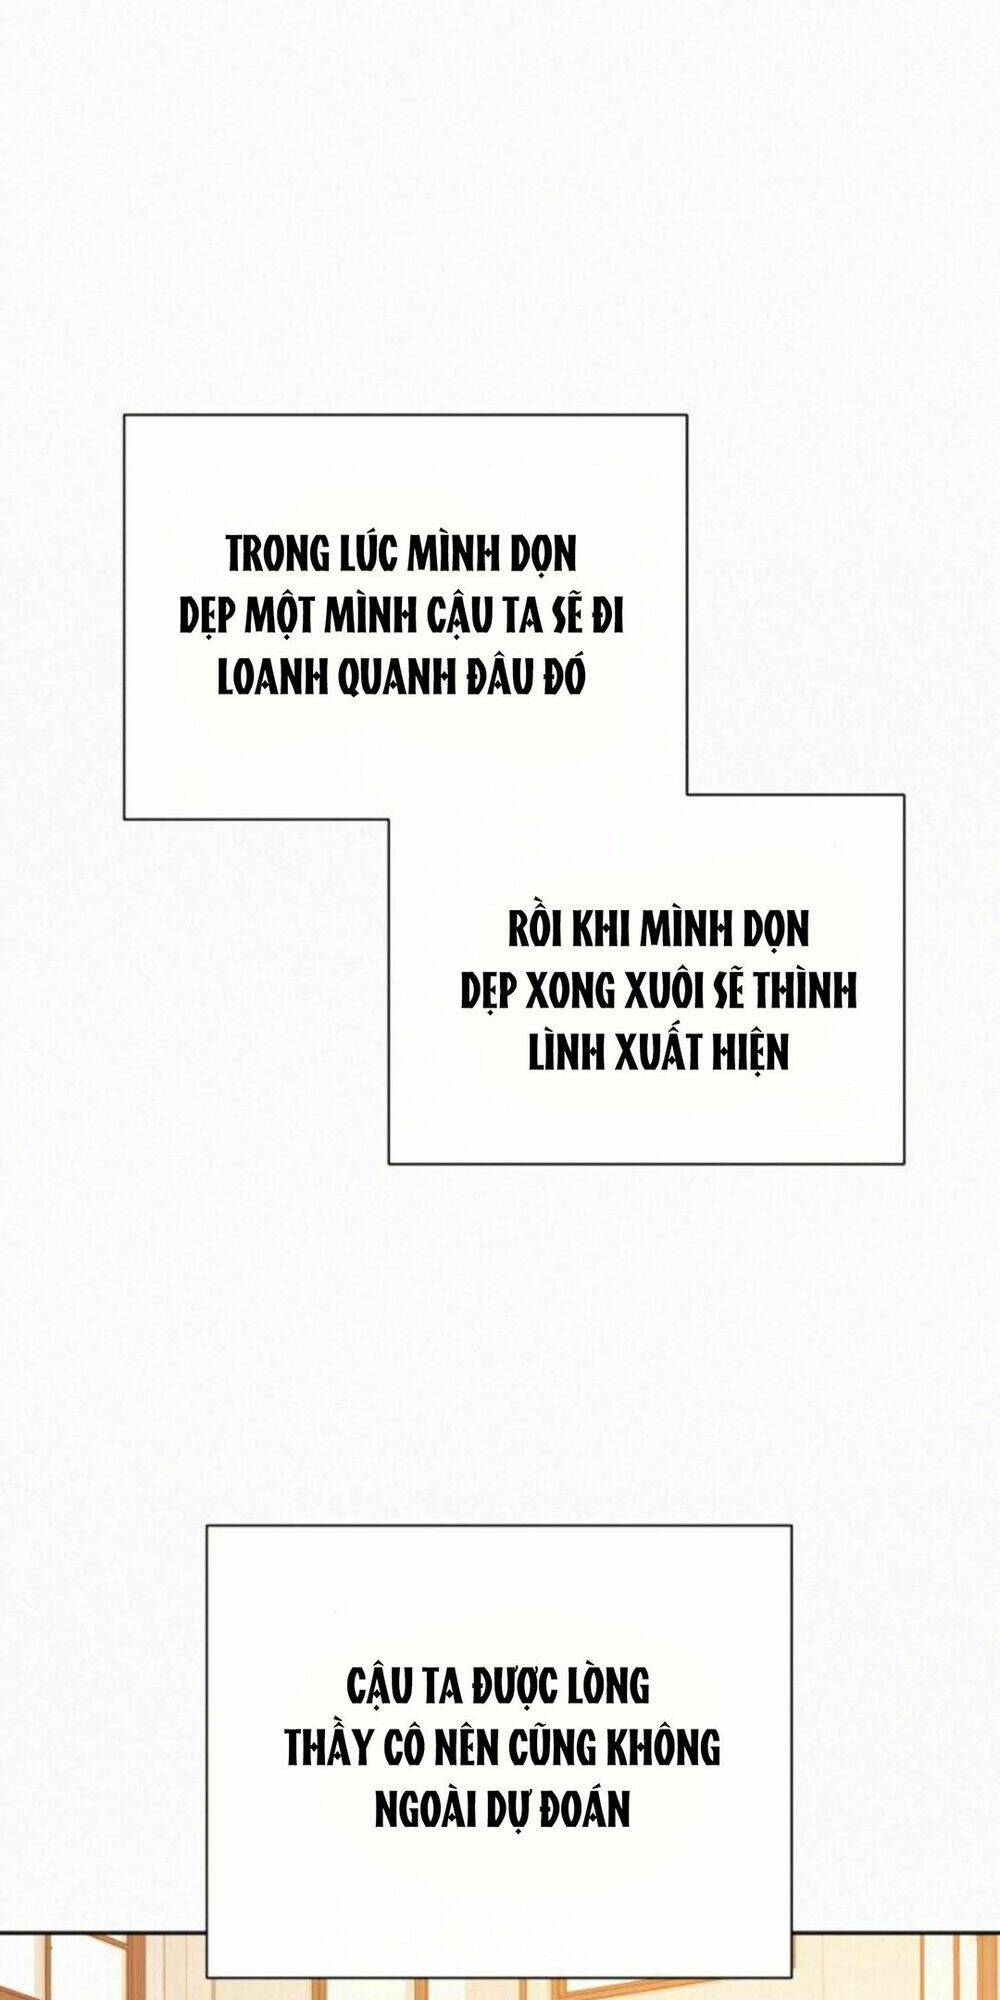 TRONG LÚC MÌNH DỌN
DẸP MỘT MÌNH CẬU TA SẼ ĐI
LOANH QUANH ĐÂU ĐÓ
RỒI KHI MÌNH DỌN
DẸP XONG XUÔI SẼ THÌNH
LÌNH XUẤT HIỆN
CẬU TA ĐƯỢC LÒNG
THẦY CÔ NÊN CŨNG KHÔNG
NGOÀI DỰ ĐOÁN